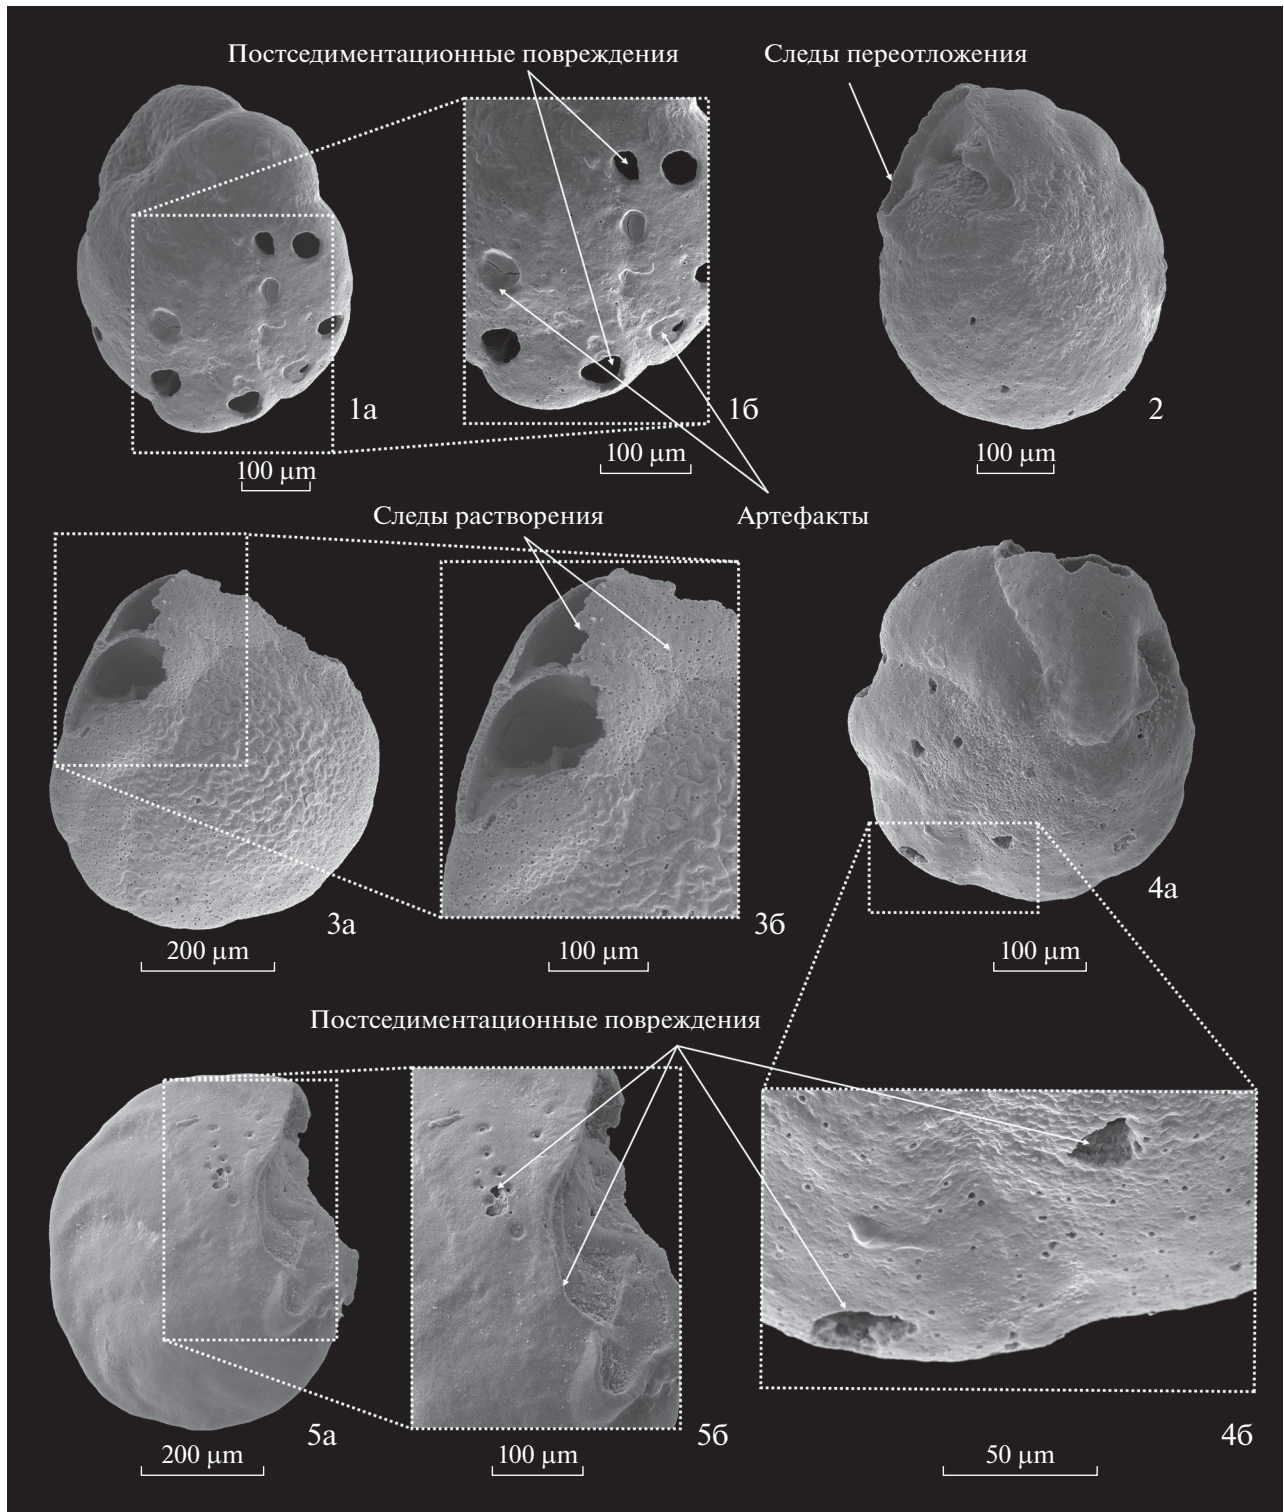 Постседиментационные повреждения
Следы переотложения
1а
1б
2
100 μm
100 μm
100 μm
Следы растворения
Артефакты
3а
3б
4а
200 μm
100 μm
100 μm
Постседиментационные повреждения
5а
5б
4б
200 μm
100 μm
50 μm